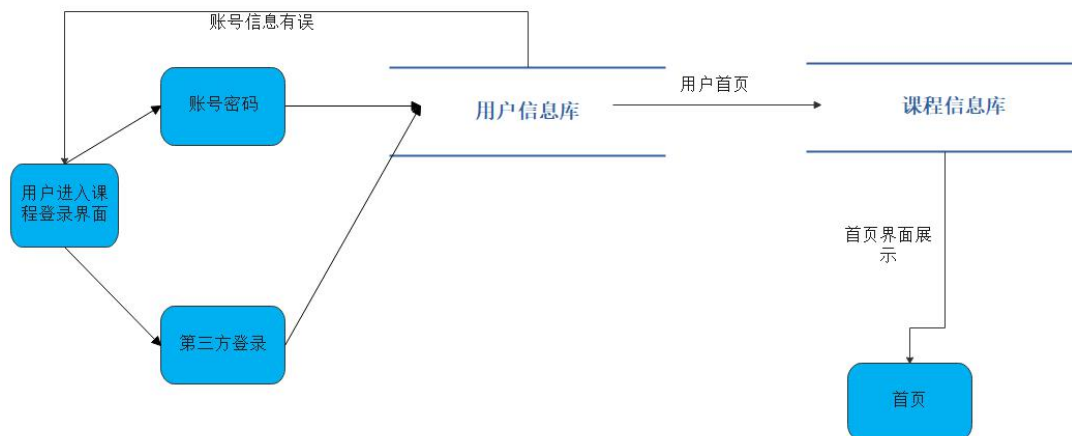 账号信息有误
账号密码
用户信息库
用户首页
课程信息库
用户进入课
程登录界面
首页界面展
示
第三方登录
首页